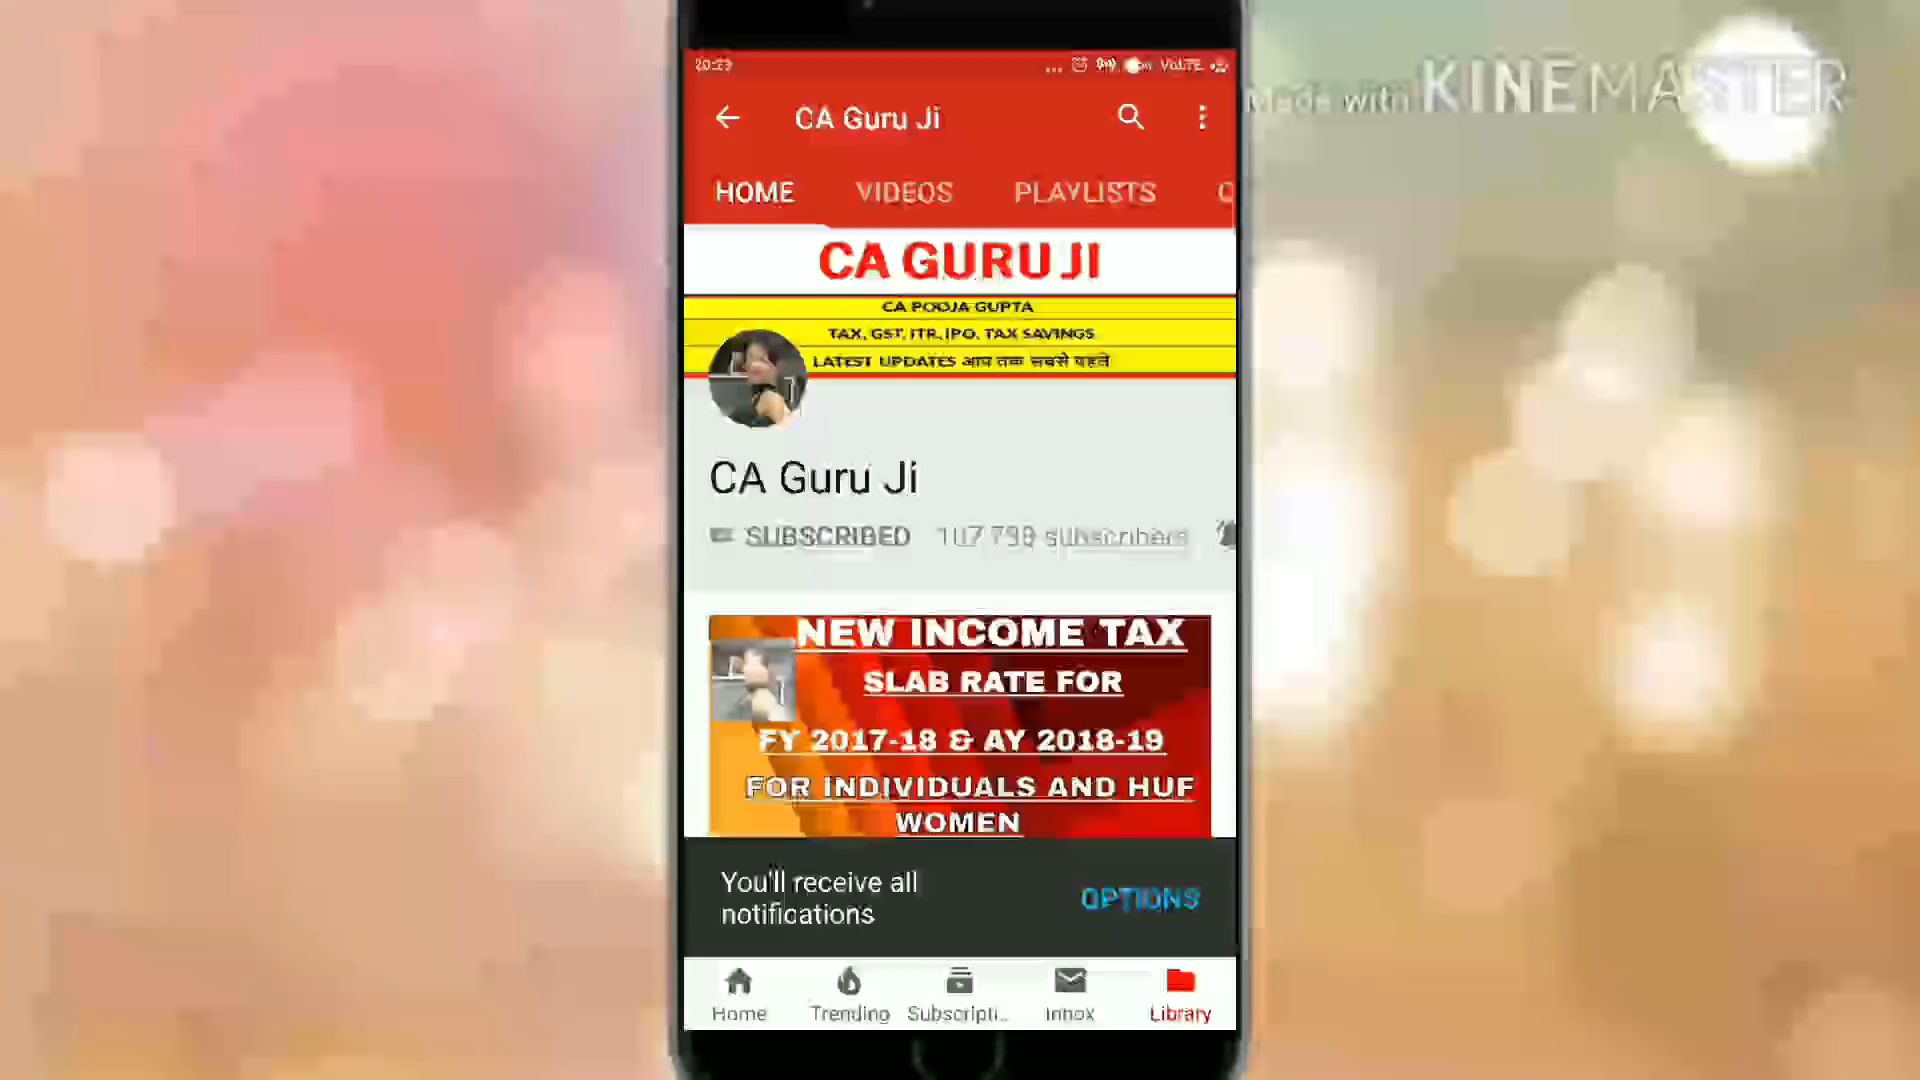 20:23
VoLTE
Made with KINEMASTER
CA Guru Ji
HOME VIDEOS PLAYLISTS
CA GURU JI
CA POOJA GUPTA
TAX, GST, ITR, IPO, TAX SAVINGS
LATEST UPDATES आप तक सबसे पहले
CA Guru Ji
SUBSCRIBED subscribers
NEW INCOME TAX
SLAB RATE FOR
FY 2017-18 & AY 2018-19
FOR INDIVIDUALS AND HUF
WOMEN
You'll receive all
notifications
OPTIONS
Home Trending Subscripti... Inbox Library